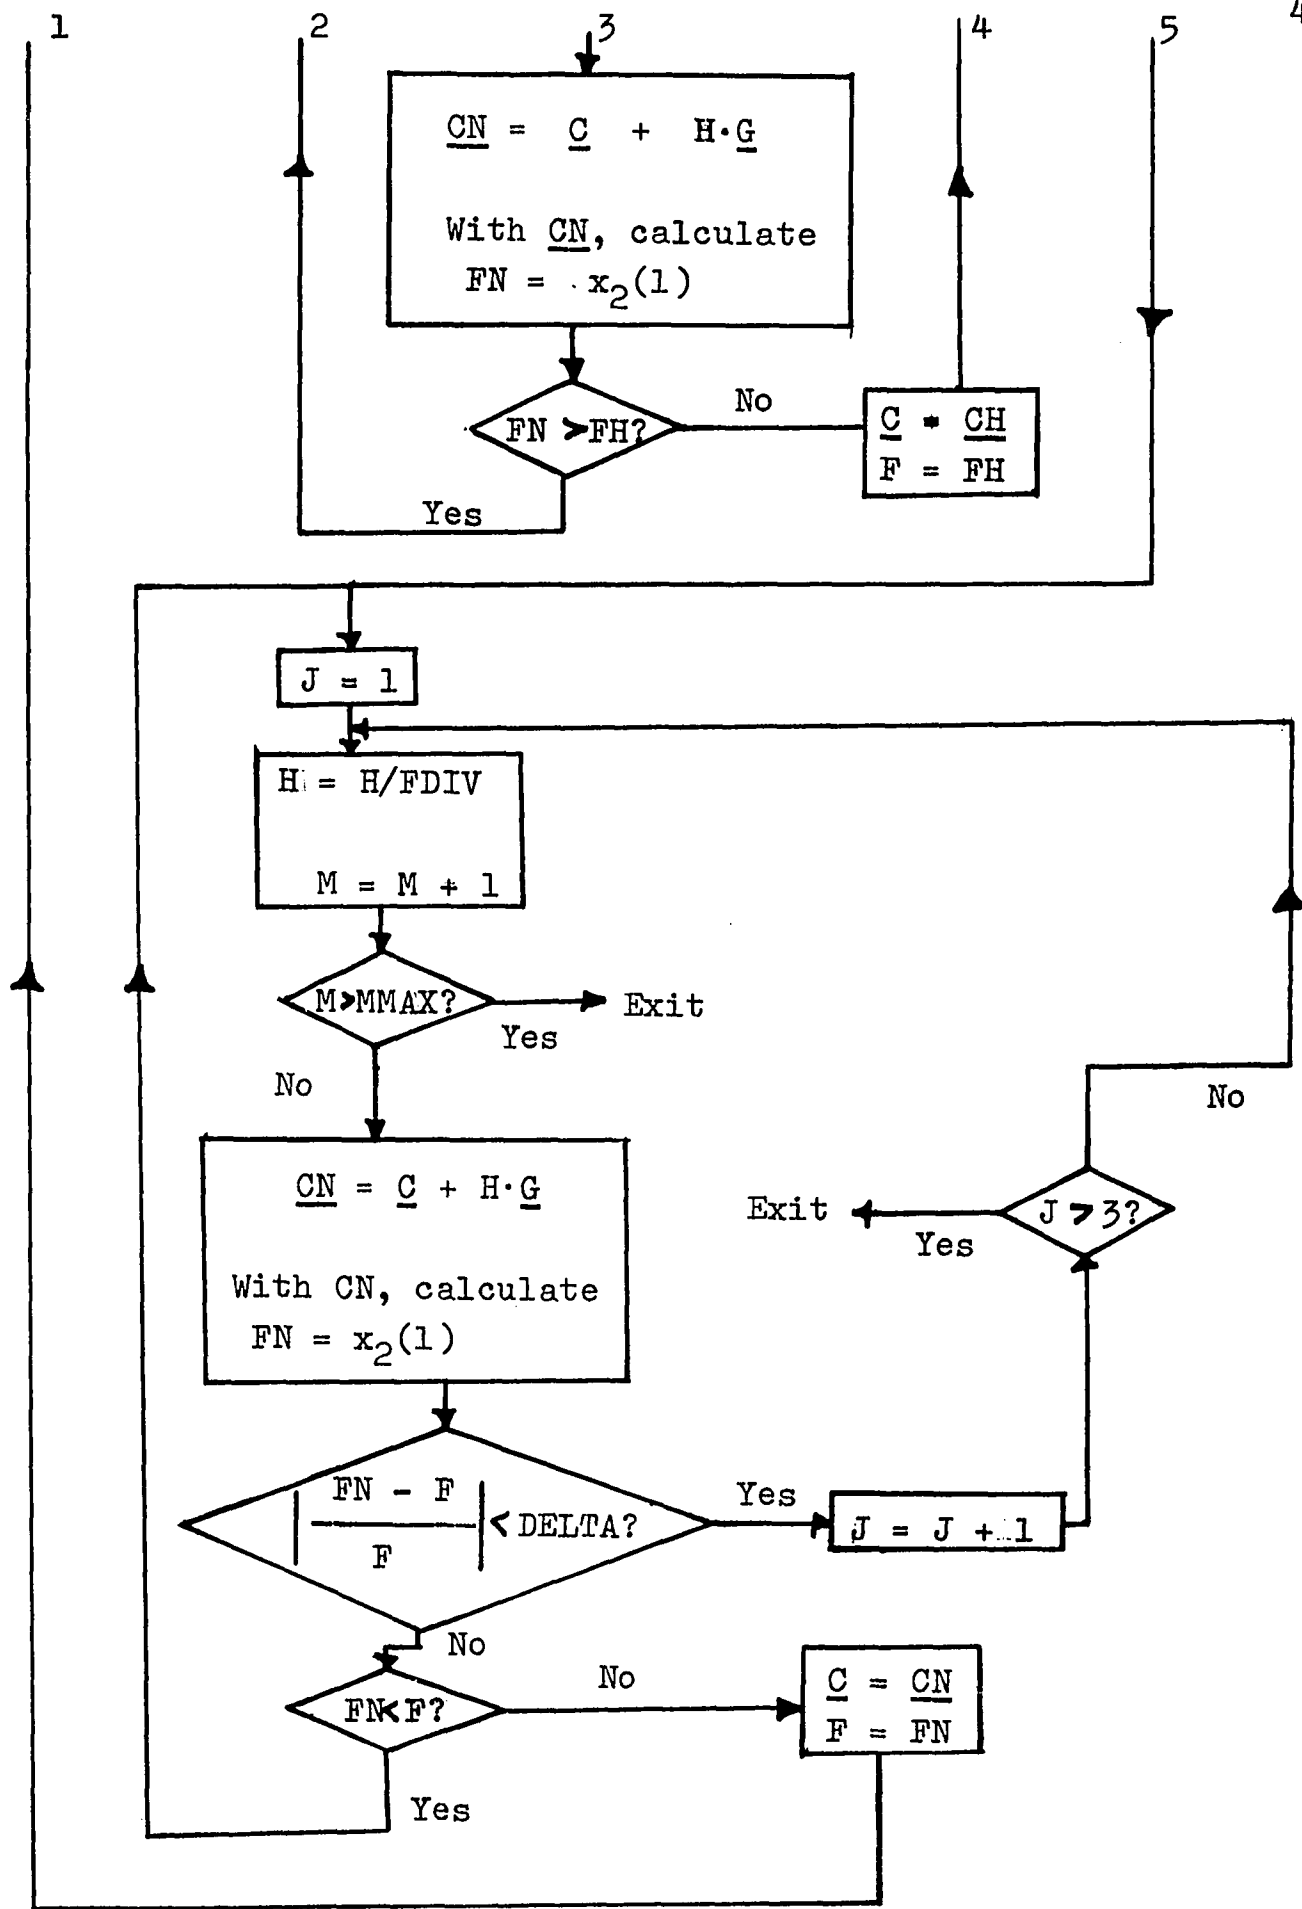 1 2 3 4 5 4
CN = C + H·G
With CN, calculate
FN = x2(1)
FN > FH?
No
C = CH
F = FH
Yes
J = 1
H = H/FDIV
M = M + 1
M>MMAX?
Exit
Yes
No
No
CN = C + H·G
Exit
J > 3?
Yes
With CN, calculate
FN = x2(1)
| FN - F
F | < DELTA?
Yes
J = J + 1
No
FN<F?
No
C = CN
F = FN
Yes